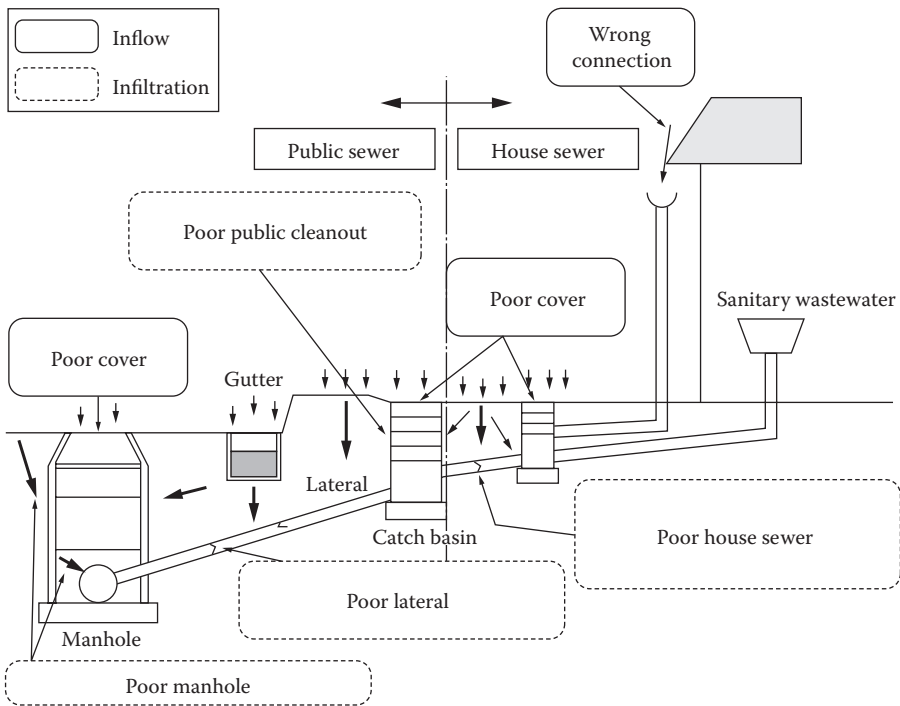 Inflow
Infiltration
Wrong
connection
Public sewer
House sewer
Poor public cleanout
Poor cover
Sanitary wastewater
Poor cover
Gutter
Lateral
Catch basin
Poor house sewer
Poor lateral
Manhole
Poor manhole